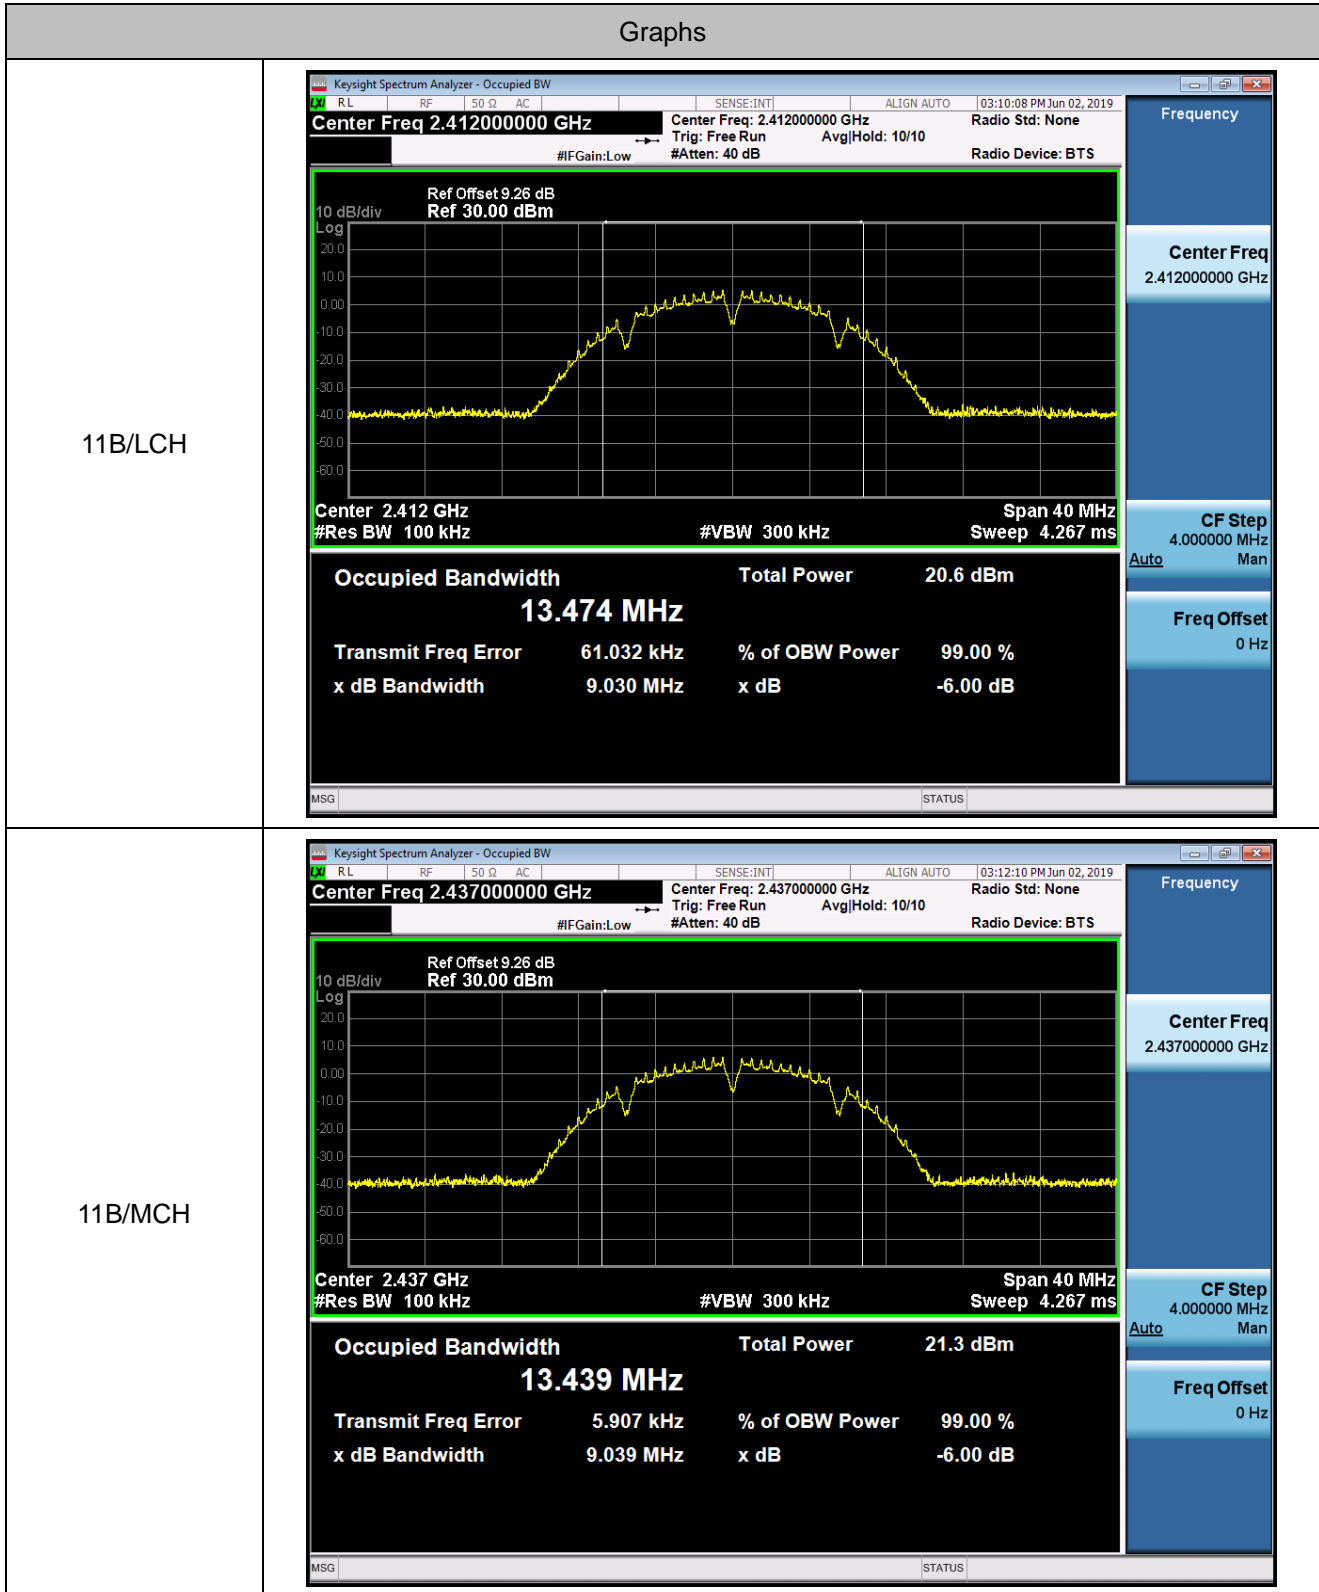 Graphs
11B/LCH
Keysight Spectrum Analyzer - Occupied BW
LXI RL RF 50 Ω AC SENSE:INT ALIGN AUTO 03:10:08 PM Jun 02, 2019
Center Freq 2.412000000 GHz
Center Freq: 2.412000000 GHz Radio Std: None
Trig: Free Run Avg|Hold: 10/10
#IFGain:Low #Atten: 40 dB Radio Device: BTS
Ref Offset 9.26 dB
10 dB/div Ref 30.00 dBm
Log
20.0
10.0
0.00
-10.0
-20.0
-30.0
-40.0
-50.0
-60.0
Center 2.412 GHz Span 40 MHz
#Res BW 100 kHz #VBW 300 kHz Sweep 4.267 ms
Occupied Bandwidth Total Power 20.6 dBm
13.474 MHz
Transmit Freq Error 61.032 kHz % of OBW Power 99.00 %
x dB Bandwidth 9.030 MHz x dB -6.00 dB
MSG STATUS
Frequency
Center Freq
2.412000000 GHz
CF Step
4.000000 MHz
Auto Man
Freq Offset
0 Hz
11B/MCH
Keysight Spectrum Analyzer - Occupied BW
LXI RL RF 50 Ω AC SENSE:INT ALIGN AUTO 03:12:10 PM Jun 02, 2019
Center Freq 2.437000000 GHz
Center Freq: 2.437000000 GHz Radio Std: None
Trig: Free Run Avg|Hold: 10/10
#IFGain:Low #Atten: 40 dB Radio Device: BTS
Ref Offset 9.26 dB
10 dB/div Ref 30.00 dBm
Log
20.0
10.0
0.00
-10.0
-20.0
-30.0
-40.0
-50.0
-60.0
Center 2.437 GHz Span 40 MHz
#Res BW 100 kHz #VBW 300 kHz Sweep 4.267 ms
Occupied Bandwidth Total Power 21.3 dBm
13.439 MHz
Transmit Freq Error 5.907 kHz % of OBW Power 99.00 %
x dB Bandwidth 9.039 MHz x dB -6.00 dB
MSG STATUS
Frequency
Center Freq
2.437000000 GHz
CF Step
4.000000 MHz
Auto Man
Freq Offset
0 Hz